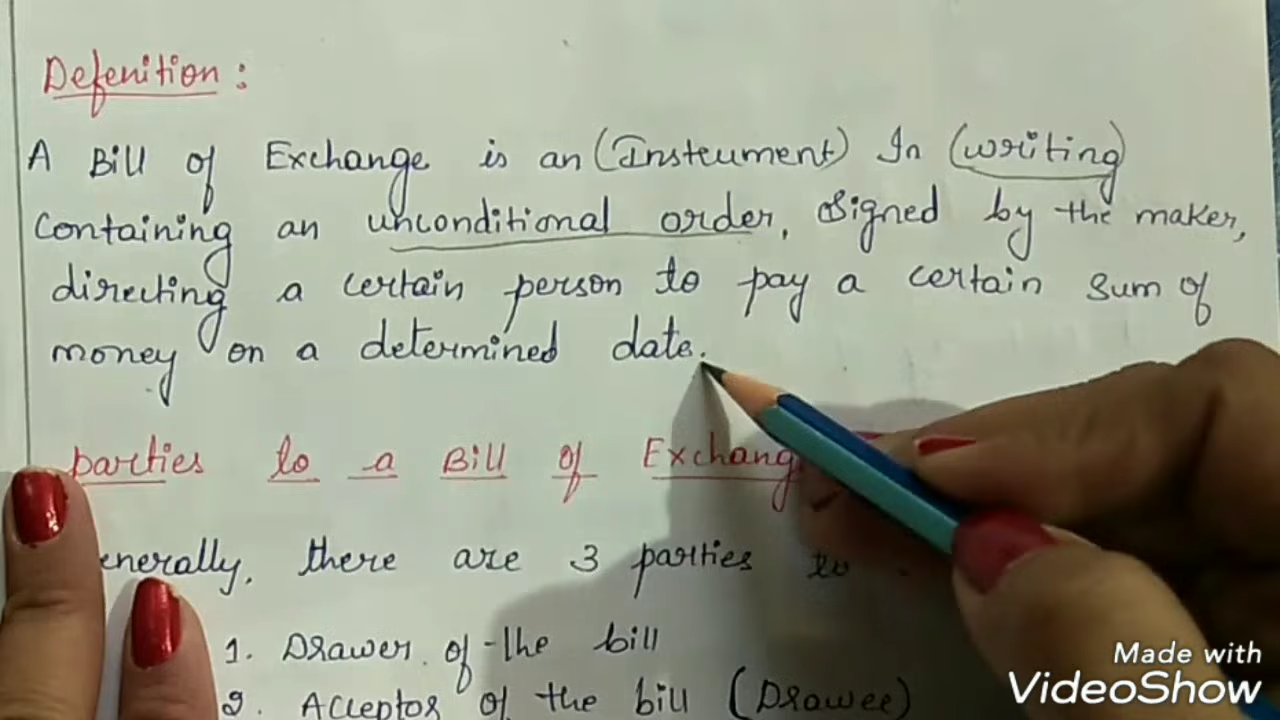 Defenition :
A Bill of Exchange is an (Instrument) In (writing)
Containing an unconditional order, signed by the maker,
directing a certain person to pay a certain sum of
money on a determined date.
parties to a Bill of
enerally, there are 3 parties to
1. Drawer of the bill
2. Acceptor of the bill (Drawee)
Made with
VideoShow